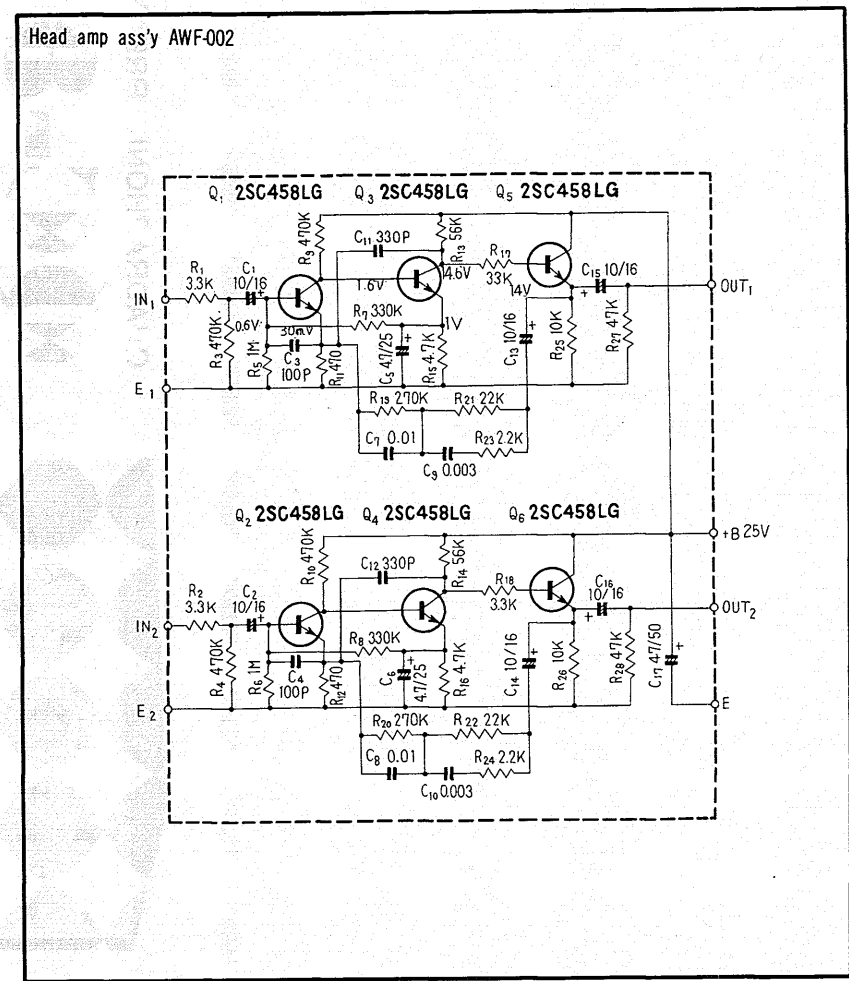 Head amp ass'y AWF-002
Q1 2SC458LG Q3 2SC458LG Q5 2SC458LG
R9 470K
C11 330P
R13 56K
R17
33K
R1
3.3K
C1
10/16
1.6V
14.6V
14V
C15 10/16
IN1
OUT1
0.6V
R7 330K
1V
30mV
R3 470K
R5 1M
C3
100P
R11 470
C5 4.7/25
R15 4.7K
C13 10/16
R25 10K
R27 47K
E1
R19 270K
R21 22K
C7 0.01
R23 2.2K
C9 0.003
Q2 2SC458LG Q4 2SC458LG Q6 2SC458LG
+B 25V
R10 470K
C12 330P
R14 56K
R18
3.3K
R2
3.3K
C2
10/16
C16
10/16
IN2
OUT2
R8 330K
R4 470K
R6 1M
C4
100P
R12 470
C6
4.7/25
R16 4.7K
C14 10/16
R26 10K
R28 47K
C17 47/50
E2
E
R20 270K
R22 22K
C8 0.01
R24 2.2K
C10 0.003